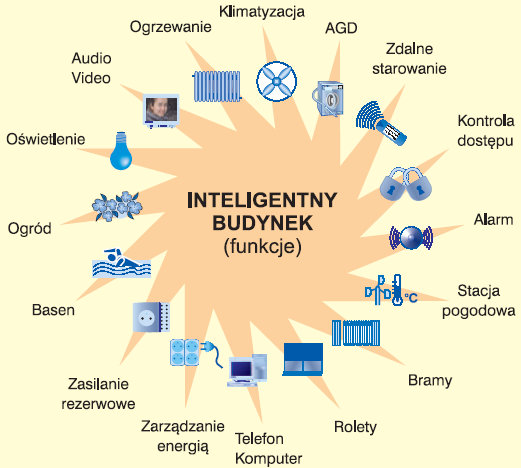 Klimatyzacja
AGD
Zdalne
starowanie
Kontrola
dostępu
Alarm
Stacja
pogodowa
Bramy
Rolety
Telefon
Komputer
Zarządzanie
energią
Zasilanie
rezerwowe
Basen
Ogród
Oświetlenie
Audio
Video
Ogrzewanie
INTELIGENTNY
BUDYNEK
(funkcje)
D D D °C